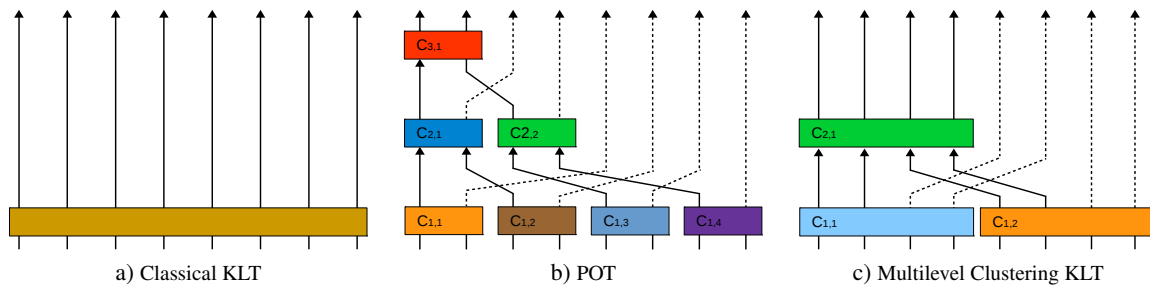 C3,1
C2,1
C2,2
C2,1
C1,1
C1,2
C1,3
C1,4
C1,1
C1,2
a) Classical KLT
b) POT
c) Multilevel Clustering KLT